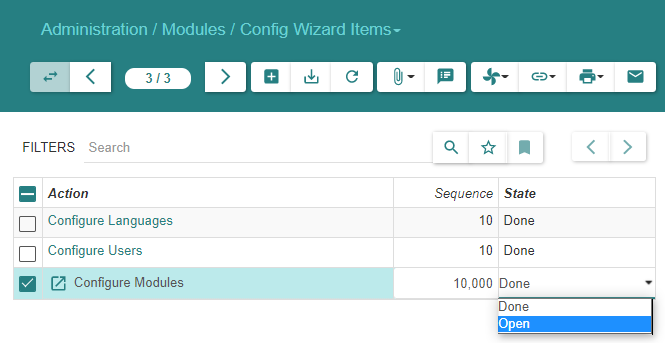 Administration / Modules / Config Wizard Items
3 / 3
FILTERS Search
Action Sequence State
Configure Languages 10 Done
Configure Users 10 Done
Configure Modules 10,000 Done
Done
Open